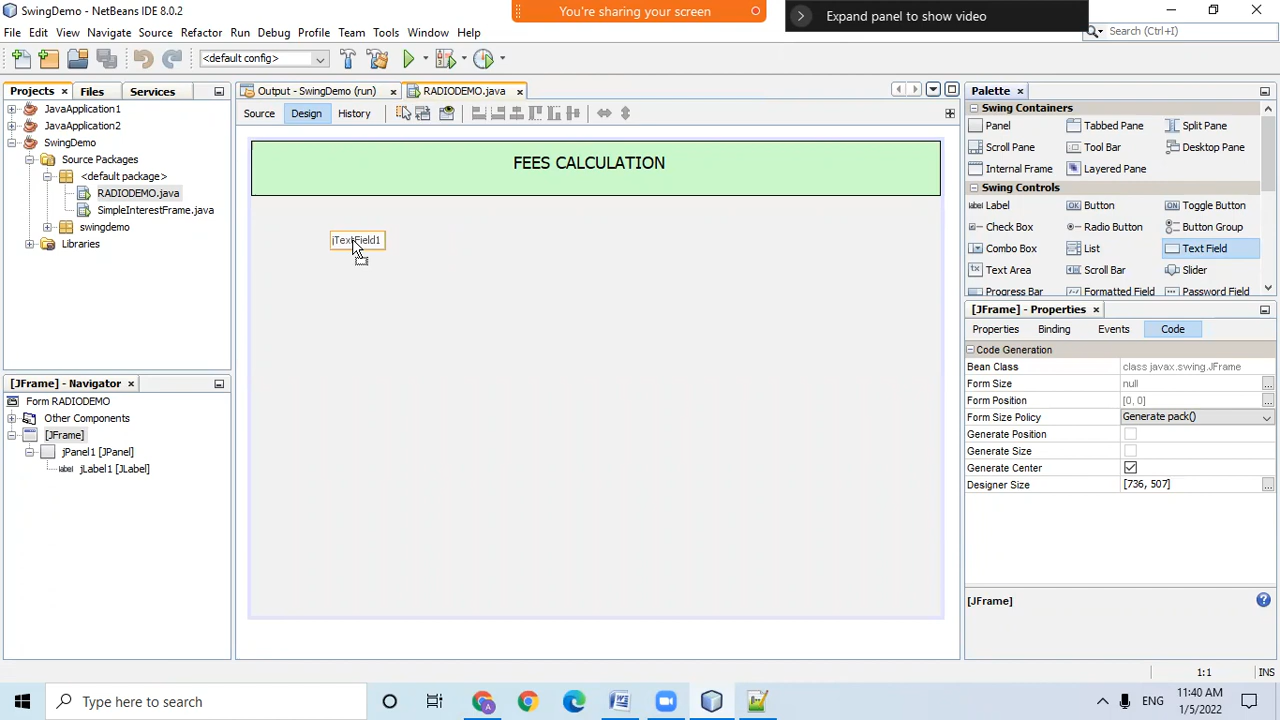 SwingDemo - NetBeans IDE 8.0.2
You're sharing your screen
Expand panel to show video
File Edit View Navigate Source Refactor Run Debug Profile Team Tools Window Help
Search (Ctrl+I)
<default config>
Projects Files Services
Output - SwingDemo (run) RADIODEMO.java
Palette
JavaApplication1
JavaApplication2
SwingDemo
Source Packages
<default package>
RADIODEMO.java
SimpleInterestFrame.java
swingdemo
Libraries
Source Design History
FEES CALCULATION
jTextField1
Swing Containers
Panel Tabbed Pane Split Pane
Scroll Pane Tool Bar Desktop Pane
Internal Frame Layered Pane
Swing Controls
label Label OK Button OK Toggle Button
Check Box Radio Button Button Group
Combo Box List Text Field
Text Area Scroll Bar Slider
Progress Bar Formatted Field Password Field
[JFrame] - Properties
Properties Binding Events Code
Code Generation
Bean Class class javax.swing.JFrame
Form Size null ...
Form Position [0, 0] ...
Form Size Policy Generate pack()
Generate Position
Generate Size
Generate Center
Designer Size [736, 507] ...
[JFrame]
[JFrame] - Navigator
Form RADIODEMO
Other Components
[JFrame]
jPanel1 [JPanel]
label jLabel1 [JLabel]
1:1 INS
Type here to search
ENG
11:40 AM
1/5/2022